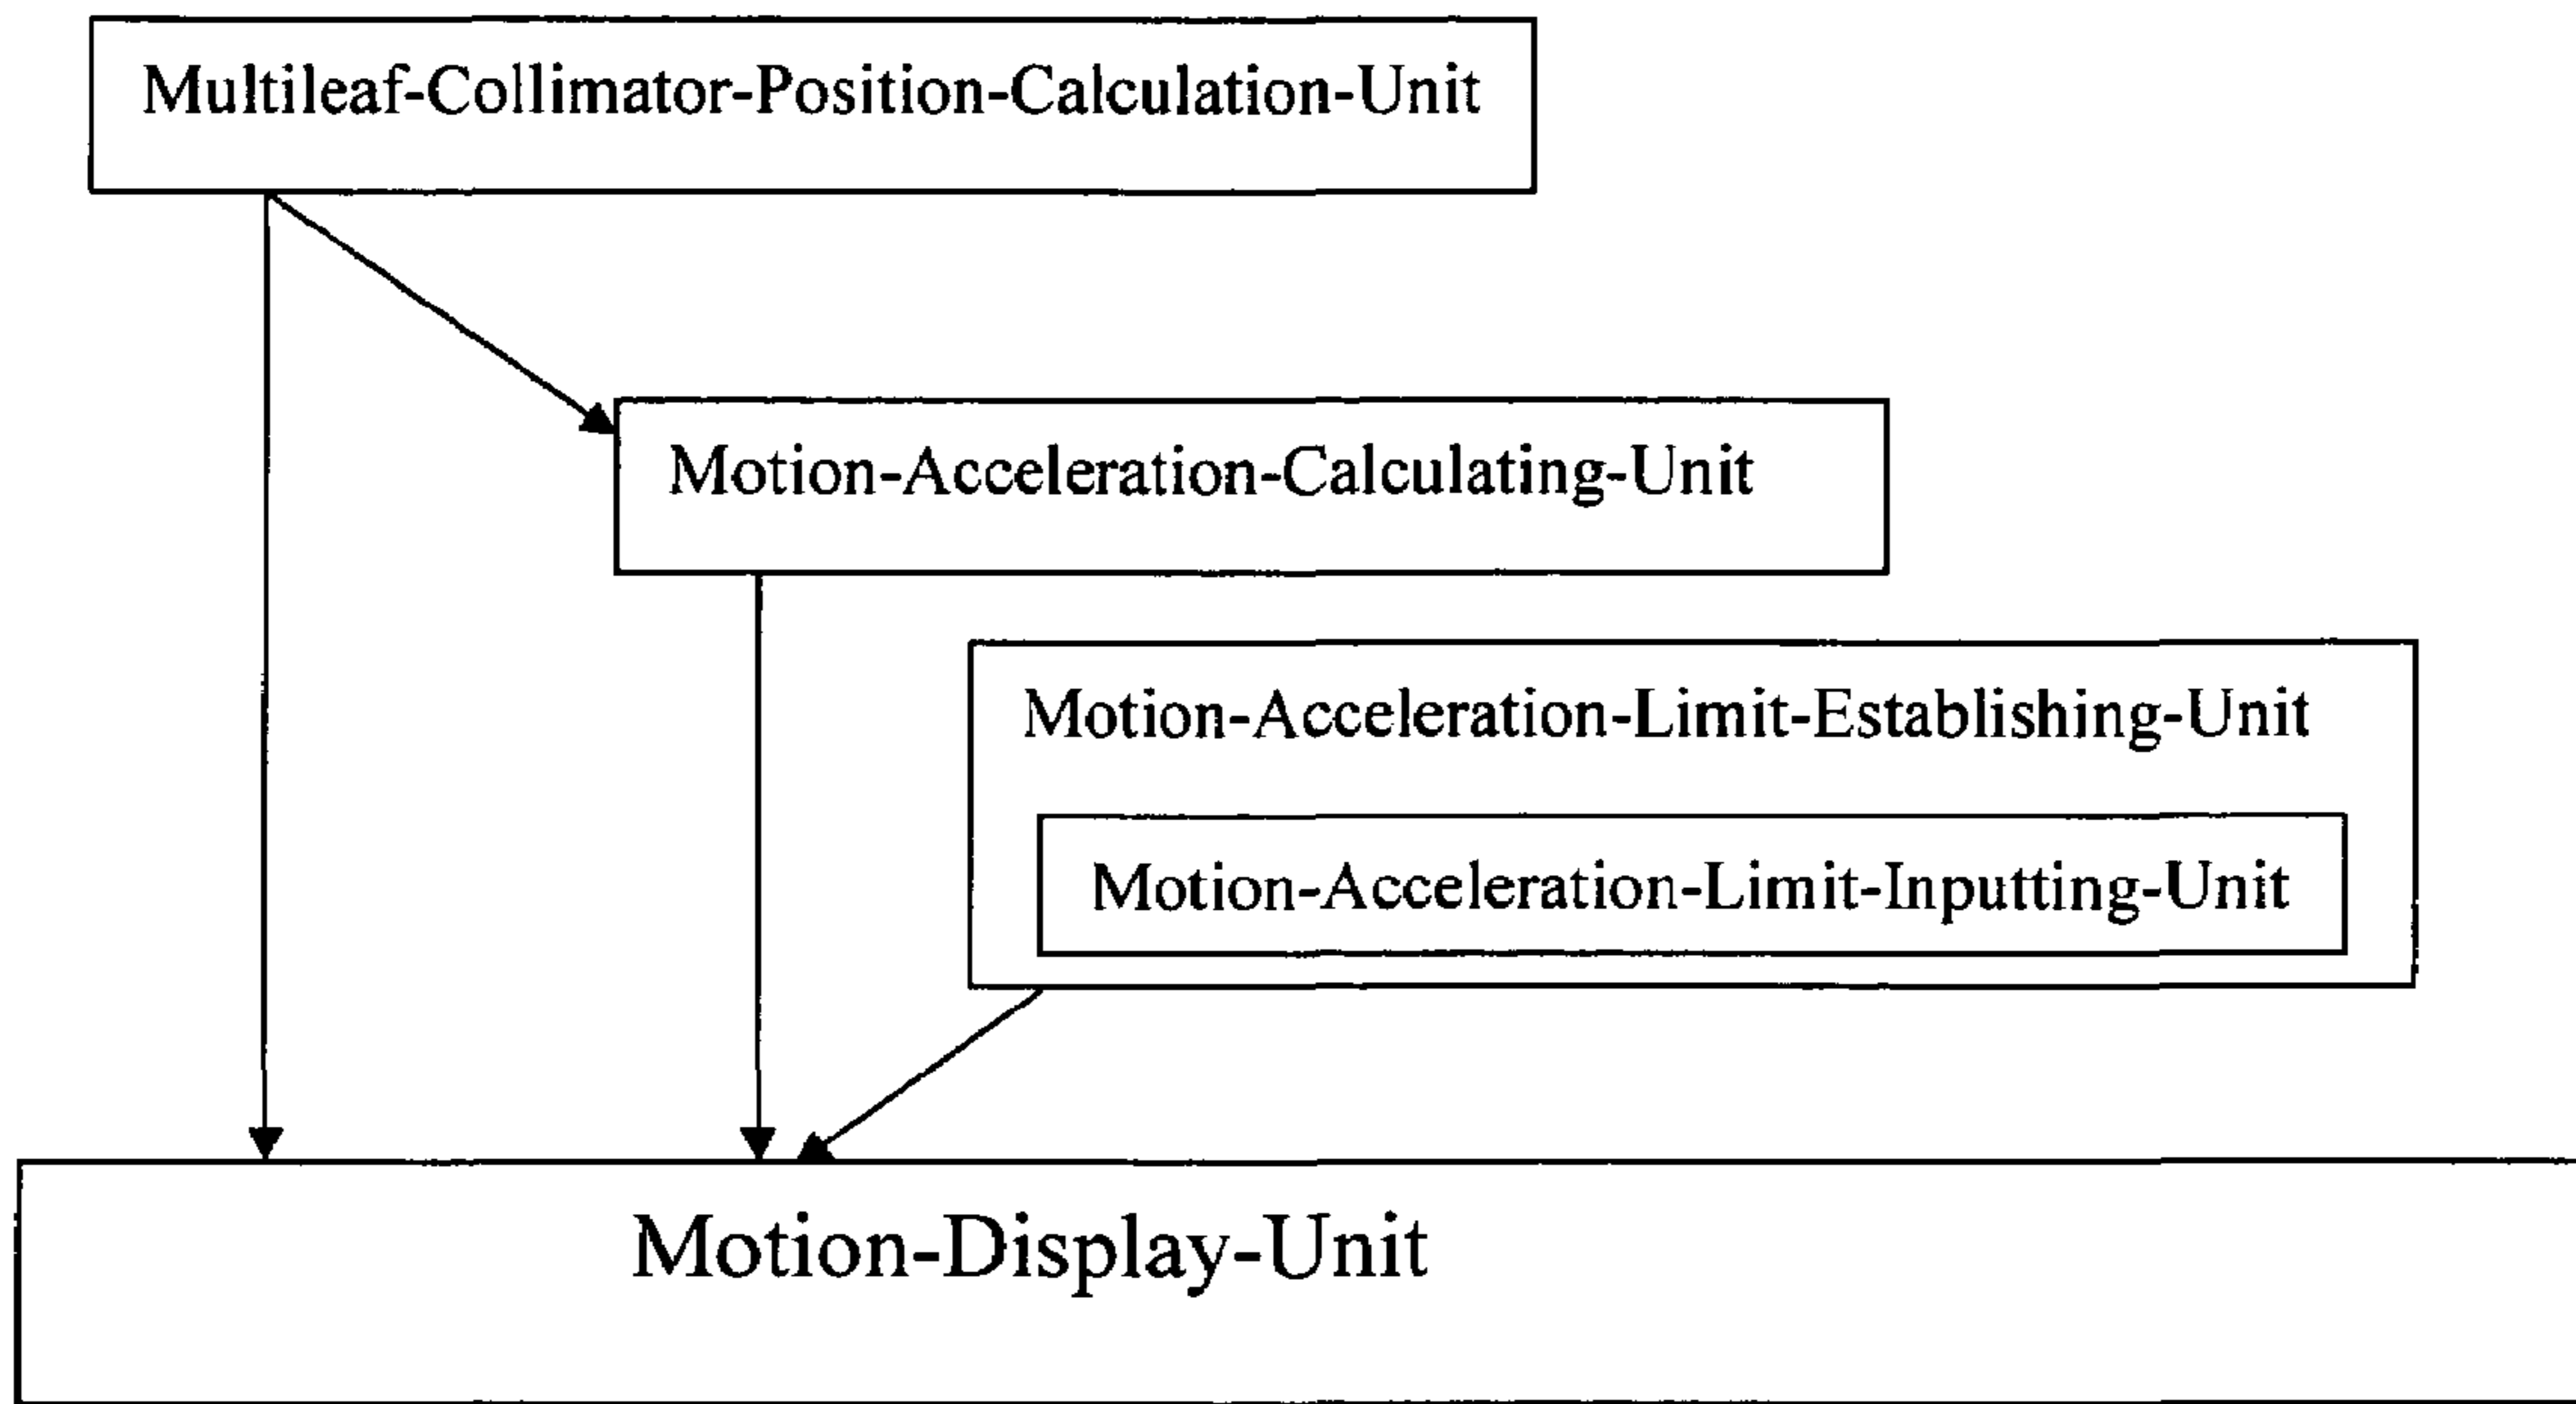 Multileaf-Collimator-Position-Calculation-Unit
Motion-Acceleration-Calculating-Unit
Motion-Acceleration-Limit-Establishing-Unit
Motion-Acceleration-Limit-Inputting-Unit
Motion-Display-Unit